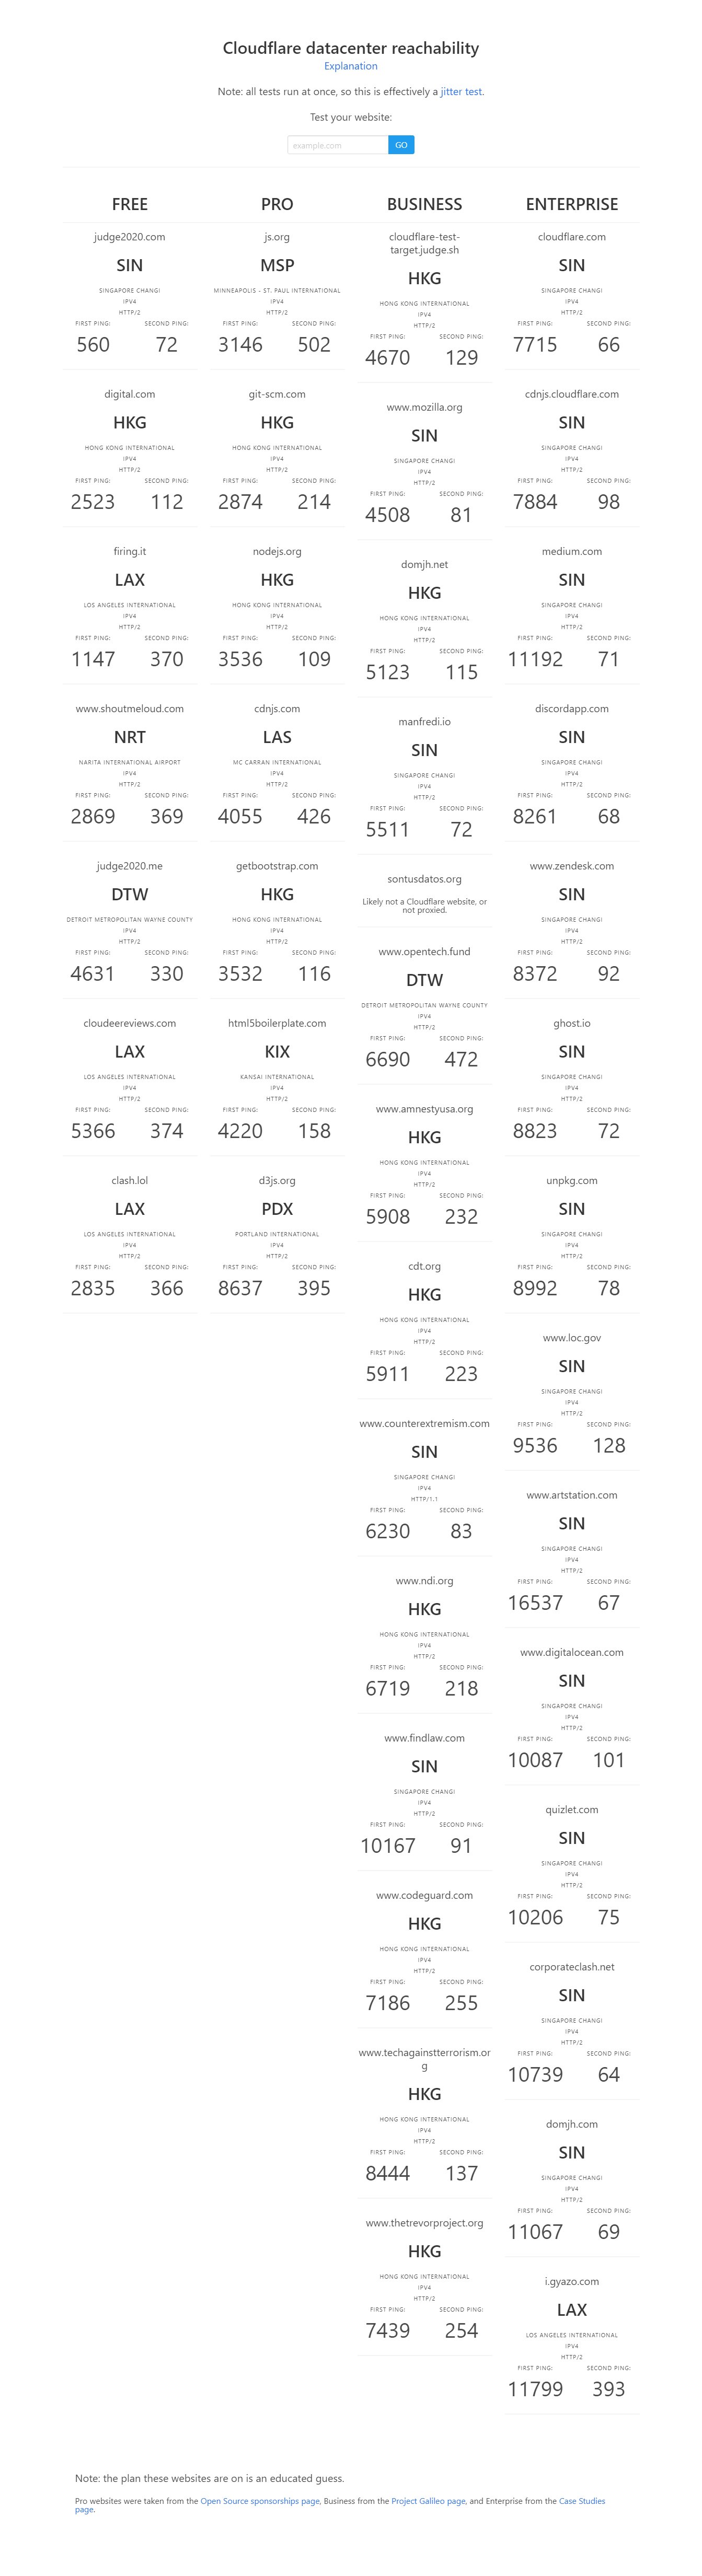 Cloudflare datacenter reachability
Explanation
Note: all tests run at once, so this is effectively a jitter test.
Test your website:
example.com
GO
FREE
judge2020.com
SIN
SINGAPORE CHANGI
IPV4
HTTP/2
FIRST PING: SECOND PING:
560 72
digital.com
HKG
HONG KONG INTERNATIONAL
IPV4
HTTP/2
FIRST PING: SECOND PING:
2523 112
firing.it
LAX
LOS ANGELES INTERNATIONAL
IPV4
HTTP/2
FIRST PING: SECOND PING:
1147 370
www.shoutmeloud.com
NRT
NARITA INTERNATIONAL AIRPORT
IPV4
HTTP/2
FIRST PING: SECOND PING:
2869 369
judge2020.me
DTW
DETROIT METROPOLITAN WAYNE COUNTY
IPV4
HTTP/2
FIRST PING: SECOND PING:
4631 330
cloudeereviews.com
LAX
LOS ANGELES INTERNATIONAL
IPV4
HTTP/2
FIRST PING: SECOND PING:
5366 374
clash.lol
LAX
LOS ANGELES INTERNATIONAL
IPV4
HTTP/2
FIRST PING: SECOND PING:
2835 366
PRO
js.org
MSP
MINNEAPOLIS - ST. PAUL INTERNATIONAL
IPV4
HTTP/2
FIRST PING: SECOND PING:
3146 502
git-scm.com
HKG
HONG KONG INTERNATIONAL
IPV4
HTTP/2
FIRST PING: SECOND PING:
2874 214
nodejs.org
HKG
HONG KONG INTERNATIONAL
IPV4
HTTP/2
FIRST PING: SECOND PING:
3536 109
cdnjs.com
LAS
MC CARRAN INTERNATIONAL
IPV4
HTTP/2
FIRST PING: SECOND PING:
4055 426
getbootstrap.com
HKG
HONG KONG INTERNATIONAL
IPV4
HTTP/2
FIRST PING: SECOND PING:
3532 116
html5boilerplate.com
KIX
KANSAI INTERNATIONAL
IPV4
HTTP/2
FIRST PING: SECOND PING:
4220 158
d3js.org
PDX
PORTLAND INTERNATIONAL
IPV4
HTTP/2
FIRST PING: SECOND PING:
8637 395
BUSINESS
cloudflare-test-
target.judge.sh
HKG
HONG KONG INTERNATIONAL
IPV4
HTTP/2
FIRST PING: SECOND PING:
4670 129
www.mozilla.org
SIN
SINGAPORE CHANGI
IPV4
HTTP/2
FIRST PING: SECOND PING:
4508 81
domjh.net
HKG
HONG KONG INTERNATIONAL
IPV4
HTTP/2
FIRST PING: SECOND PING:
5123 115
manfredi.io
SIN
SINGAPORE CHANGI
IPV4
HTTP/2
FIRST PING: SECOND PING:
5511 72
sontusdatos.org
Likely not a Cloudflare website, or
not proxied.
www.opentech.fund
DTW
DETROIT METROPOLITAN WAYNE COUNTY
IPV4
HTTP/2
FIRST PING: SECOND PING:
6690 472
www.amnestyusa.org
HKG
HONG KONG INTERNATIONAL
IPV4
HTTP/2
FIRST PING: SECOND PING:
5908 232
cdt.org
HKG
HONG KONG INTERNATIONAL
IPV4
HTTP/2
FIRST PING: SECOND PING:
5911 223
www.counterextremism.com
SIN
SINGAPORE CHANGI
IPV4
HTTP/1.1
FIRST PING: SECOND PING:
6230 83
www.ndi.org
HKG
HONG KONG INTERNATIONAL
IPV4
HTTP/2
FIRST PING: SECOND PING:
6719 218
www.findlaw.com
SIN
SINGAPORE CHANGI
IPV4
HTTP/2
FIRST PING: SECOND PING:
10167 91
www.codeguard.com
HKG
HONG KONG INTERNATIONAL
IPV4
HTTP/2
FIRST PING: SECOND PING:
7186 255
www.techagainstterrorism.or
g
HKG
HONG KONG INTERNATIONAL
IPV4
HTTP/2
FIRST PING: SECOND PING:
8444 137
www.thetrevorproject.org
HKG
HONG KONG INTERNATIONAL
IPV4
HTTP/2
FIRST PING: SECOND PING:
7439 254
ENTERPRISE
cloudflare.com
SIN
SINGAPORE CHANGI
IPV4
HTTP/2
FIRST PING: SECOND PING:
7715 66
cdnjs.cloudflare.com
SIN
SINGAPORE CHANGI
IPV4
HTTP/2
FIRST PING: SECOND PING:
7884 98
medium.com
SIN
SINGAPORE CHANGI
IPV4
HTTP/2
FIRST PING: SECOND PING:
11192 71
discordapp.com
SIN
SINGAPORE CHANGI
IPV4
HTTP/2
FIRST PING: SECOND PING:
8261 68
www.zendesk.com
SIN
SINGAPORE CHANGI
IPV4
HTTP/2
FIRST PING: SECOND PING:
8372 92
ghost.io
SIN
SINGAPORE CHANGI
IPV4
HTTP/2
FIRST PING: SECOND PING:
8823 72
unpkg.com
SIN
SINGAPORE CHANGI
IPV4
HTTP/2
FIRST PING: SECOND PING:
8992 78
www.loc.gov
SIN
SINGAPORE CHANGI
IPV4
HTTP/2
FIRST PING: SECOND PING:
9536 128
www.artstation.com
SIN
SINGAPORE CHANGI
IPV4
HTTP/2
FIRST PING: SECOND PING:
16537 67
www.digitalocean.com
SIN
SINGAPORE CHANGI
IPV4
HTTP/2
FIRST PING: SECOND PING:
10087 101
quizlet.com
SIN
SINGAPORE CHANGI
IPV4
HTTP/2
FIRST PING: SECOND PING:
10206 75
corporateclash.net
SIN
SINGAPORE CHANGI
IPV4
HTTP/2
FIRST PING: SECOND PING:
10739 64
domjh.com
SIN
SINGAPORE CHANGI
IPV4
HTTP/2
FIRST PING: SECOND PING:
11067 69
i.gyazo.com
LAX
LOS ANGELES INTERNATIONAL
IPV4
HTTP/2
FIRST PING: SECOND PING:
11799 393
Note: the plan these websites are on is an educated guess.
Pro websites were taken from the Open Source sponsorships page, Business from the Project Galileo page, and Enterprise from the Case Studies
page.